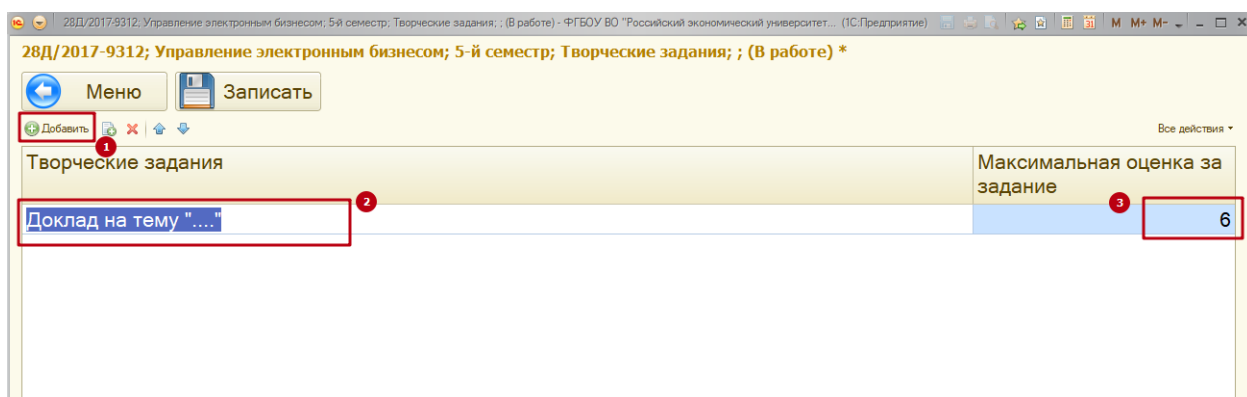 28Д/2017-9312; Управление электронным бизнесом; 5-й семестр; Творческие задания; ; (В работе) - ФГБОУ ВО "Российский экономический университет... (1С:Предприятие) M M+ M-
28Д/2017-9312; Управление электронным бизнесом; 5-й семестр; Творческие задания; ; (В работе) *
Меню Записать
Добавить Все действия
1
Творческие задания Максимальная оценка за
задание
2 3
Доклад на тему "...." 6